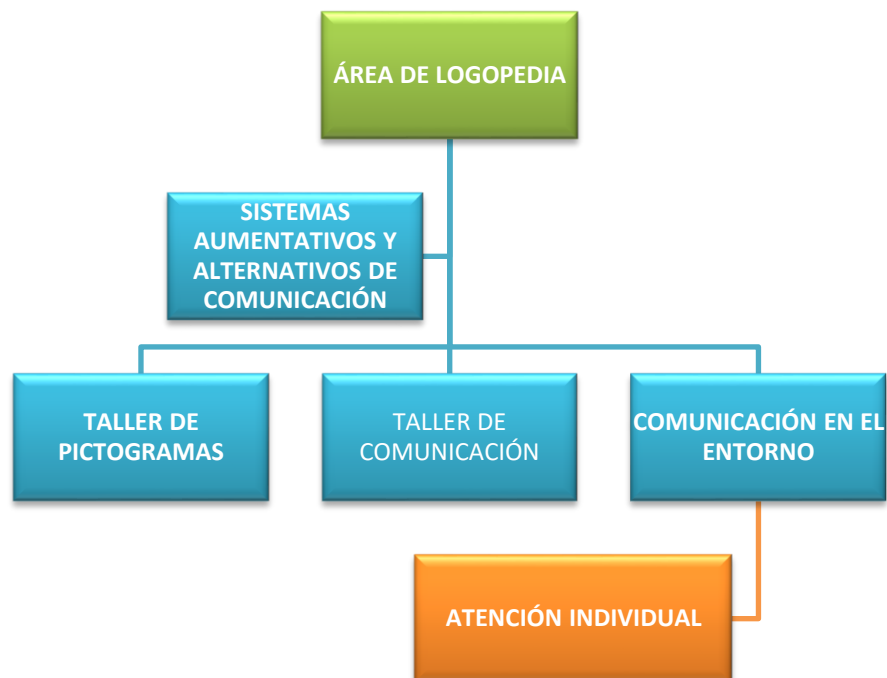 ÁREA DE LOGOPEDIA
SISTEMAS
AUMENTATIVOS Y
ALTERNATIVOS DE
COMUNICACIÓN
TALLER DE
PICTOGRAMAS
TALLER DE
COMUNICACIÓN
COMUNICACIÓN EN EL
ENTORNO
ATENCIÓN INDIVIDUAL